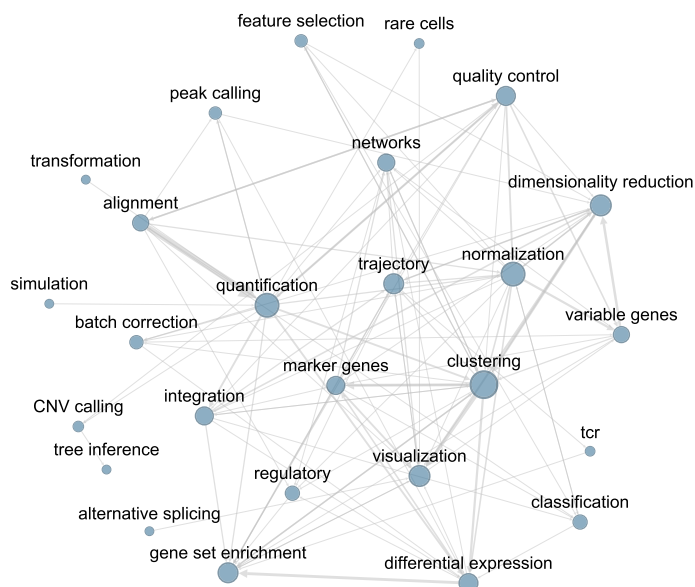 feature selection
rare cells
quality control
peak calling
networks
transformation
dimensionality reduction
alignment
normalization
trajectory
simulation
quantification
variable genes
batch correction
clustering
marker genes
integration
CNV calling
tcr
tree inference
visualization
regulatory
classification
alternative splicing
gene set enrichment
differential expression